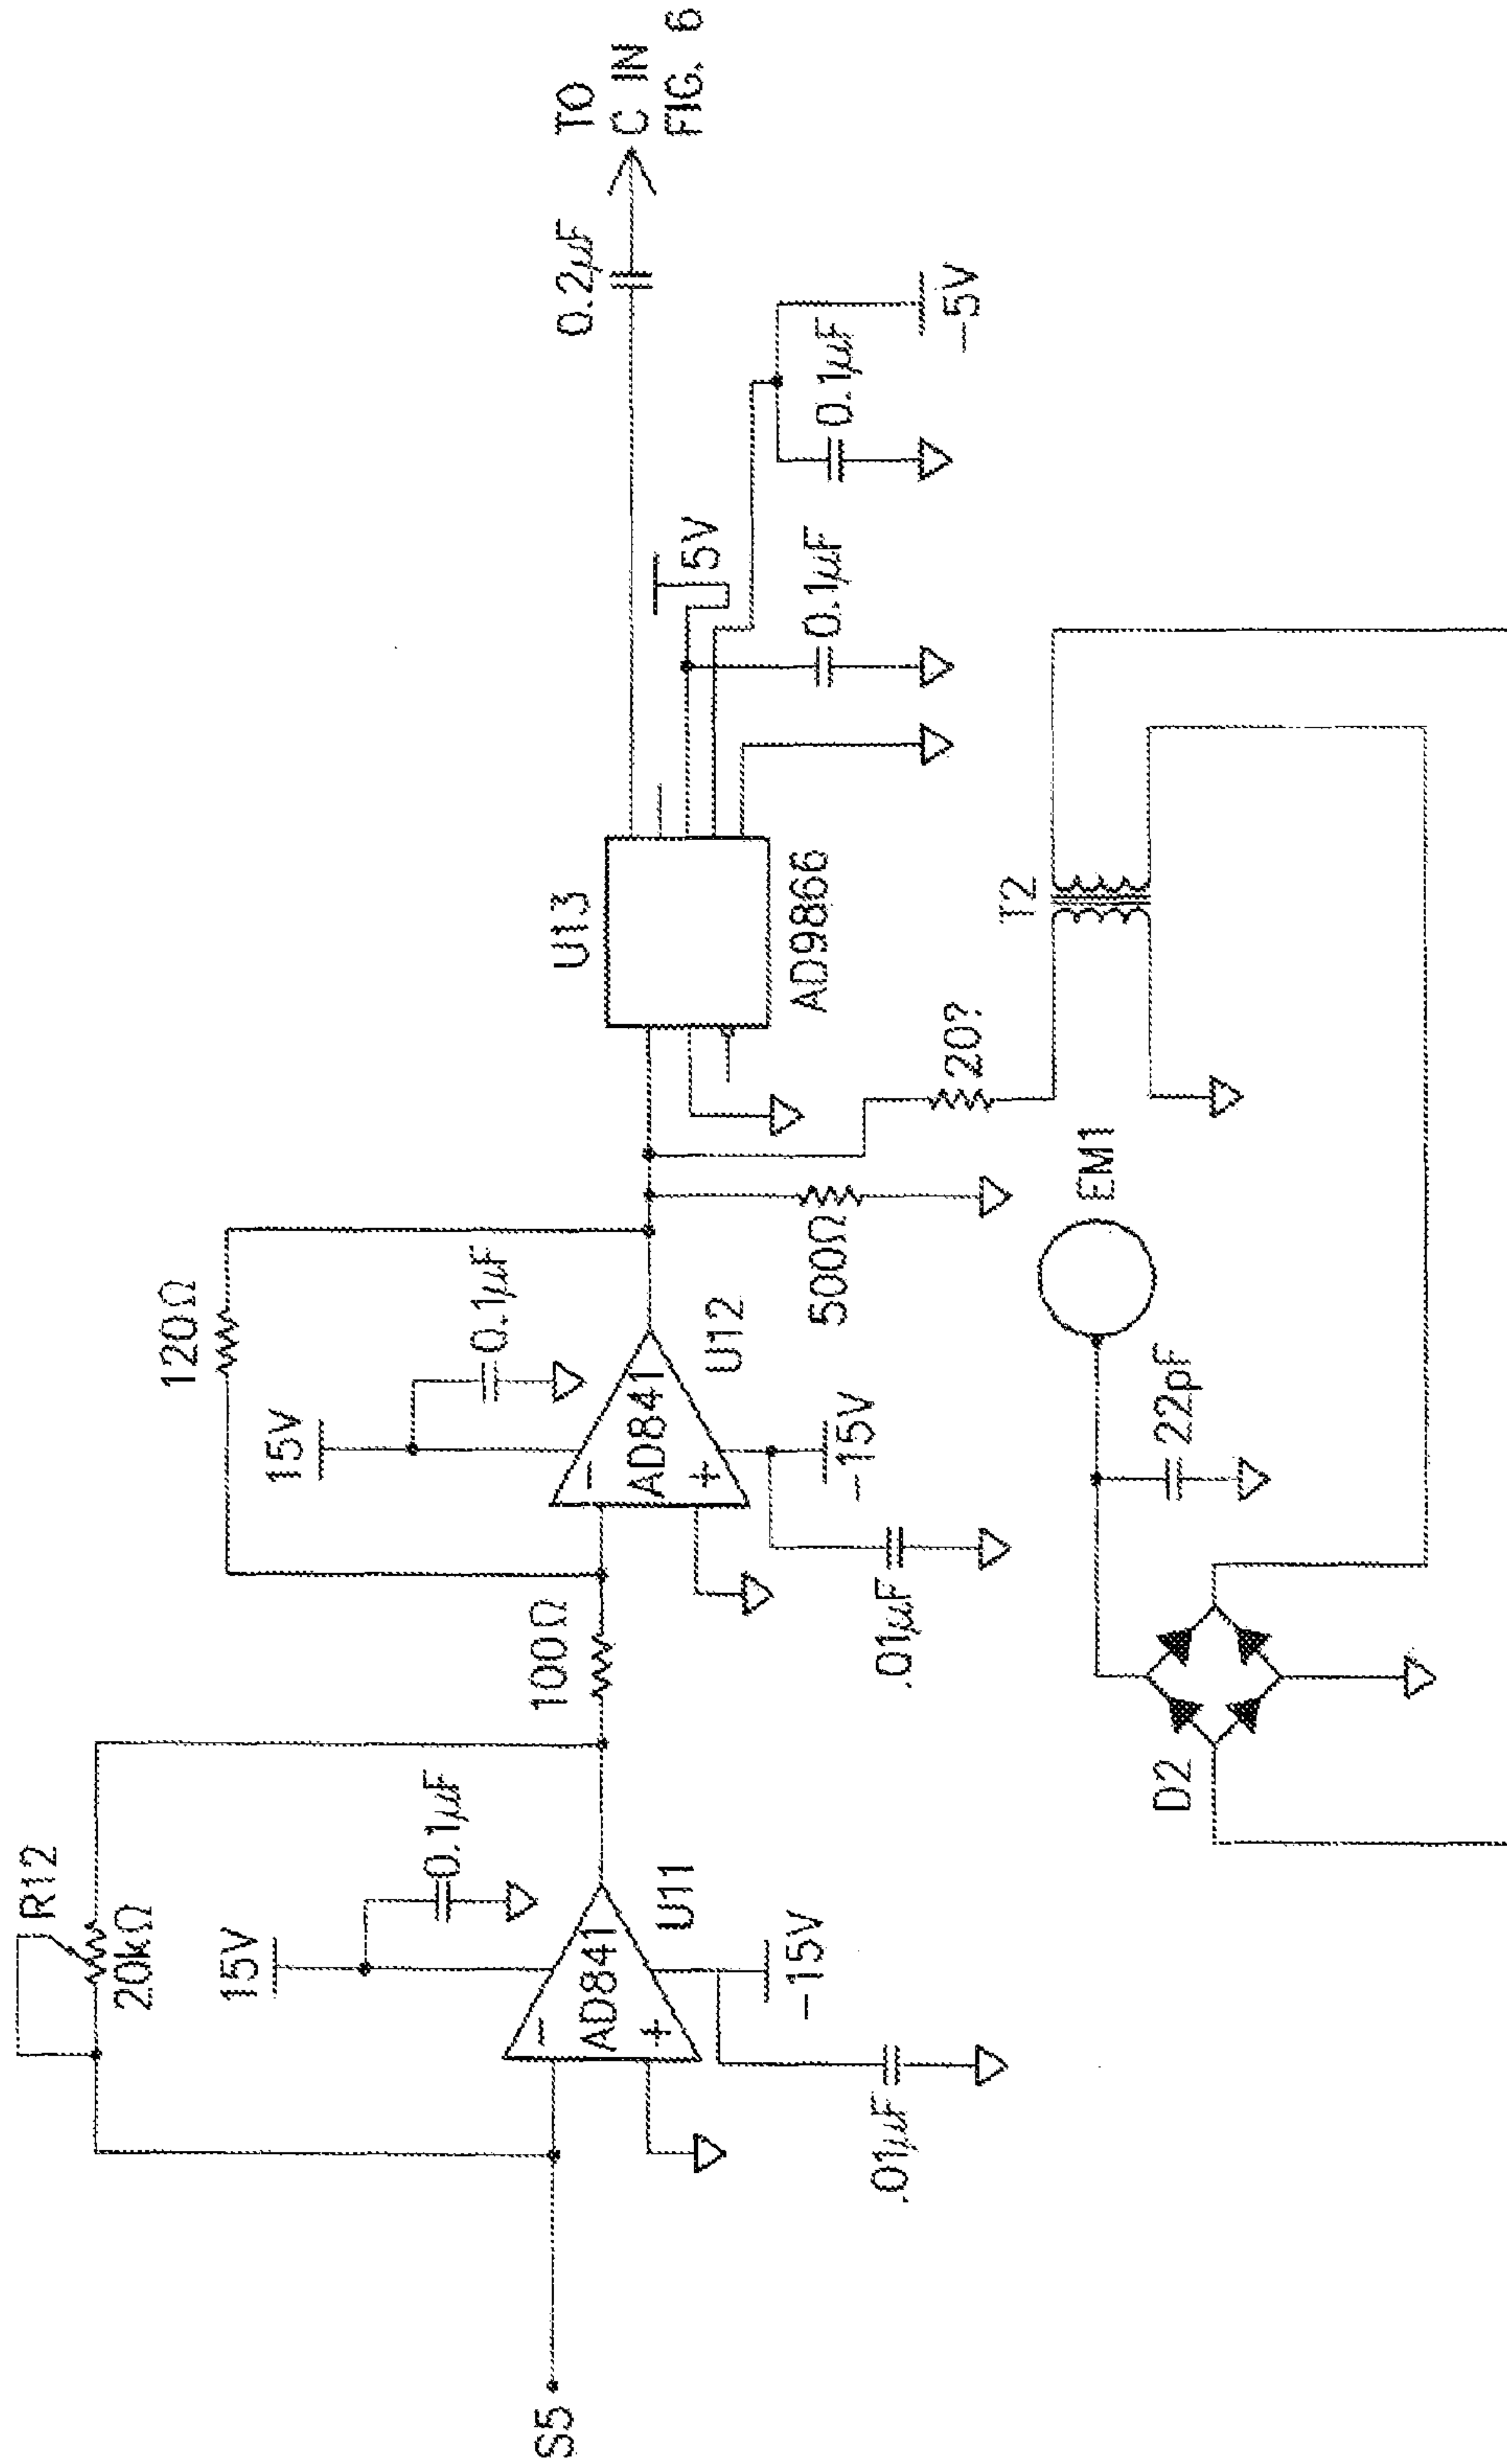 R12
20kΩ
120Ω
15V
0.1µF
15V
0.1µF
100Ω
S5
AD841
U11
-15V
.01µF
AD841
U12
-15V
.01µF
500Ω
U13
AD9866
5V
0.1µF
0.1µF
-5V
0.2µF
TO
C IN
FIG. 6
20?
T2
EM1
22pF
D2
−
+
−
+